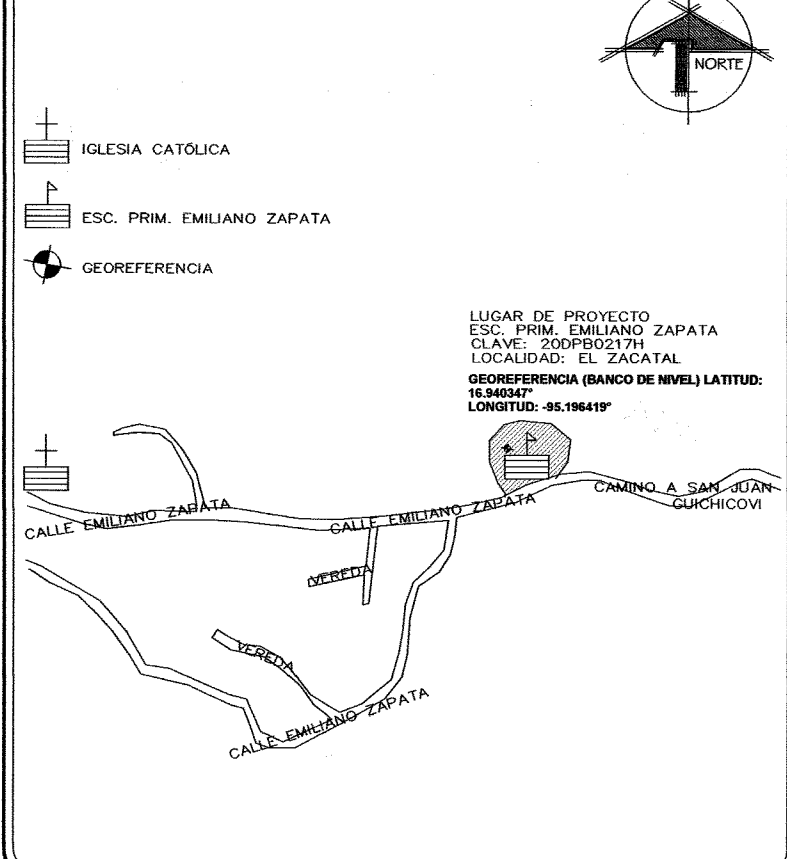 NORTE
IGLESIA CATÓLICA
ESC. PRIM. EMILIANO ZAPATA
GEOREFERENCIA
LUGAR DE PROYECTO
ESC. PRIM. EMILIANO ZAPATA
CLAVE: 20DPB0217H
LOCALIDAD: EL ZACATAL
GEOREFERENCIA (BANCO DE NIVEL) LATITUD:
16.940347°
LONGITUD: -95.196419°
CALLE EMILIANO ZAPATA
CALLE EMILIANO ZAPATA
CAMINO A SAN JUAN
GUICHICOVI
VEREDA
VEREDA
CALLE EMILIANO ZAPATA